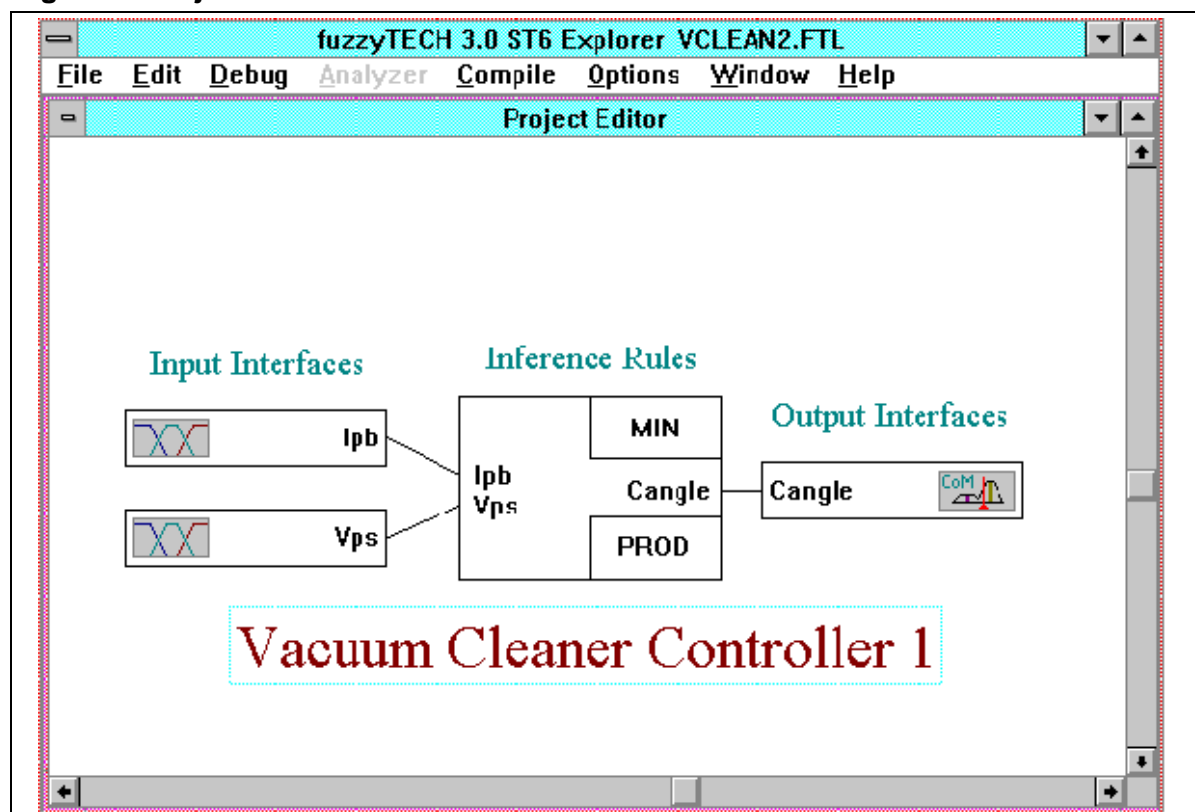 fuzzyTECH 3.0 ST6 Explorer VCLEAN2.FTL
File Edit Debug Analyzer Compile Options Window Help
Project Editor
Input Interfaces
Inference Rules
Output Interfaces
Ipb
Vps
Ipb
Vps
MIN
Cangle
PROD
Cangle
CoM
Vacuum Cleaner Controller 1